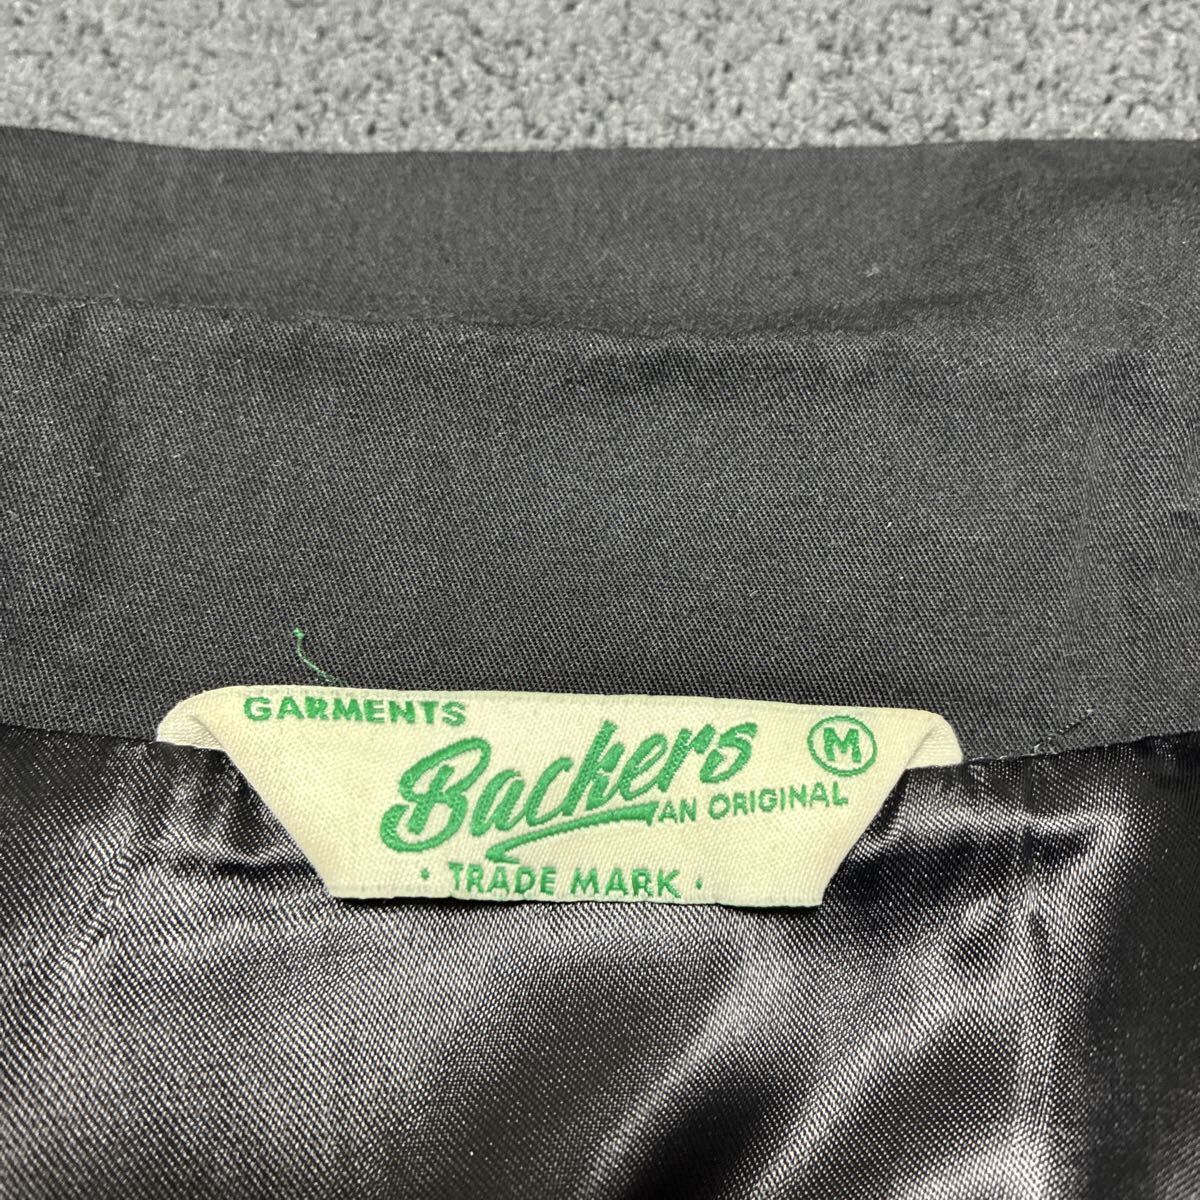 GARMENTS
Backers
M
AN ORIGINAL
· TRADE MARK ·